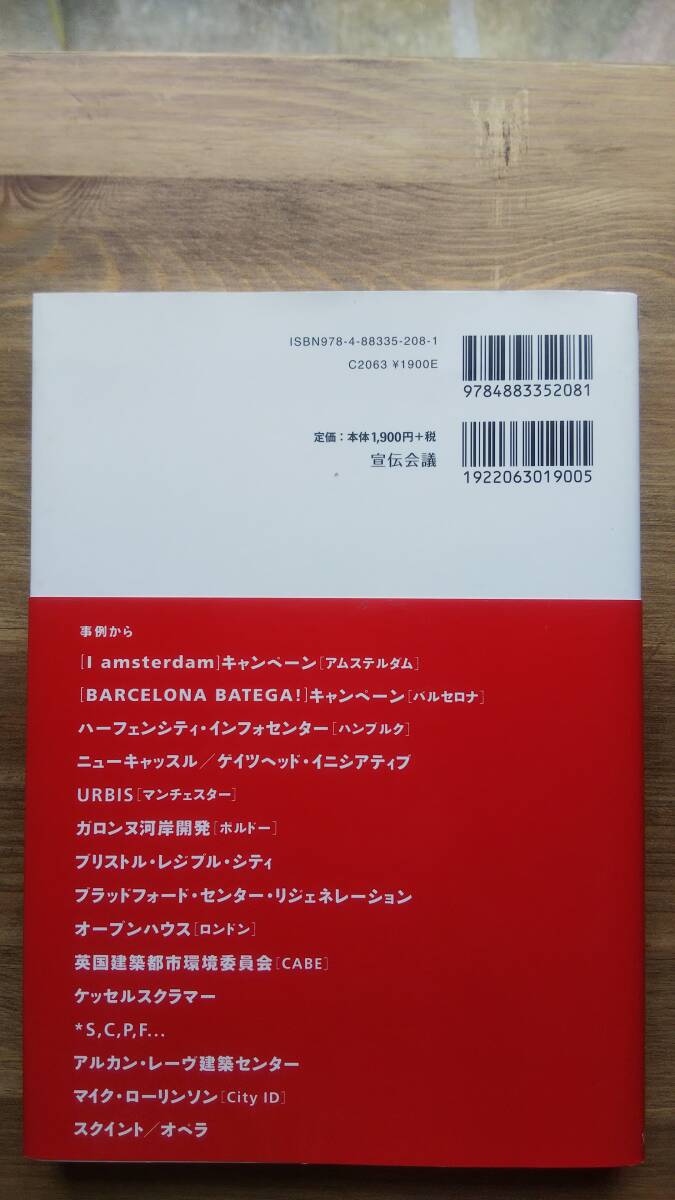 ISBN978-4-88335-208-1
C2063 ¥1900E
9784883352081
定価：本体1,900円+税
宣伝会議
1922063019005
事例から
[I amsterdam]キャンペーン[アムステルダム]
[BARCELONA BATEGA!]キャンペーン[バルセロナ]
ハーフェンシティ・インフォセンター[ハンブルク]
ニューキャッスル／ゲイツヘッド・イニシアティブ
URBIS[マンチェスター]
ガロンヌ河岸開発[ボルドー]
ブリストル・レジブル・シティ
ブラッドフォード・センター・リジェネレーション
オープンハウス[ロンドン]
英国建築都市環境委員会[CABE]
ケッセルスクラマー
*S,C,P,F...
アルカン・レーヴ建築センター
マイク・ローリンソン[City ID]
スクイント／オペラ